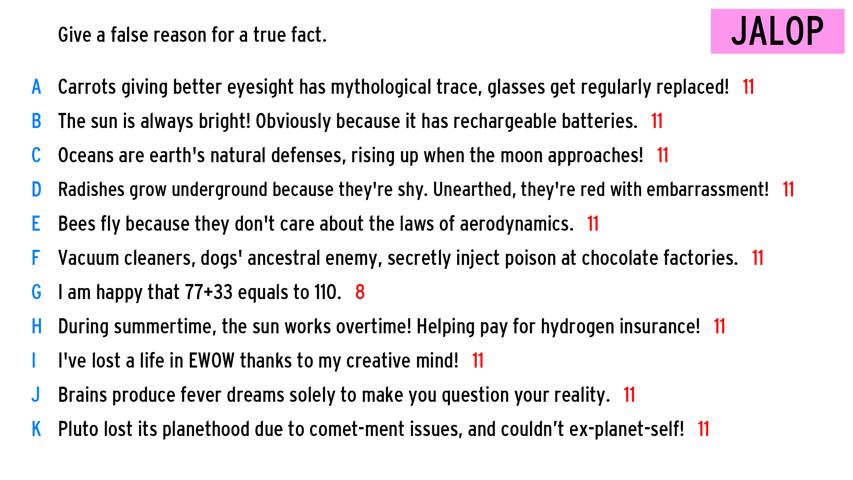 Give a false reason for a true fact.
JALOP
A Carrots giving better eyesight has mythological trace, glasses get regularly replaced! 11
B The sun is always bright! Obviously because it has rechargeable batteries. 11
C Oceans are earth's natural defenses, rising up when the moon approaches! 11
D Radishes grow underground because they're shy. Unearthed, they're red with embarrassment! 11
E Bees fly because they don't care about the laws of aerodynamics. 11
F Vacuum cleaners, dogs' ancestral enemy, secretly inject poison at chocolate factories. 11
G I am happy that 77+33 equals to 110. 8
H During summertime, the sun works overtime! Helping pay for hydrogen insurance! 11
I I've lost a life in EWOW thanks to my creative mind! 11
J Brains produce fever dreams solely to make you question your reality. 11
K Pluto lost its planethood due to comet-ment issues, and couldn’t ex-planet-self! 11